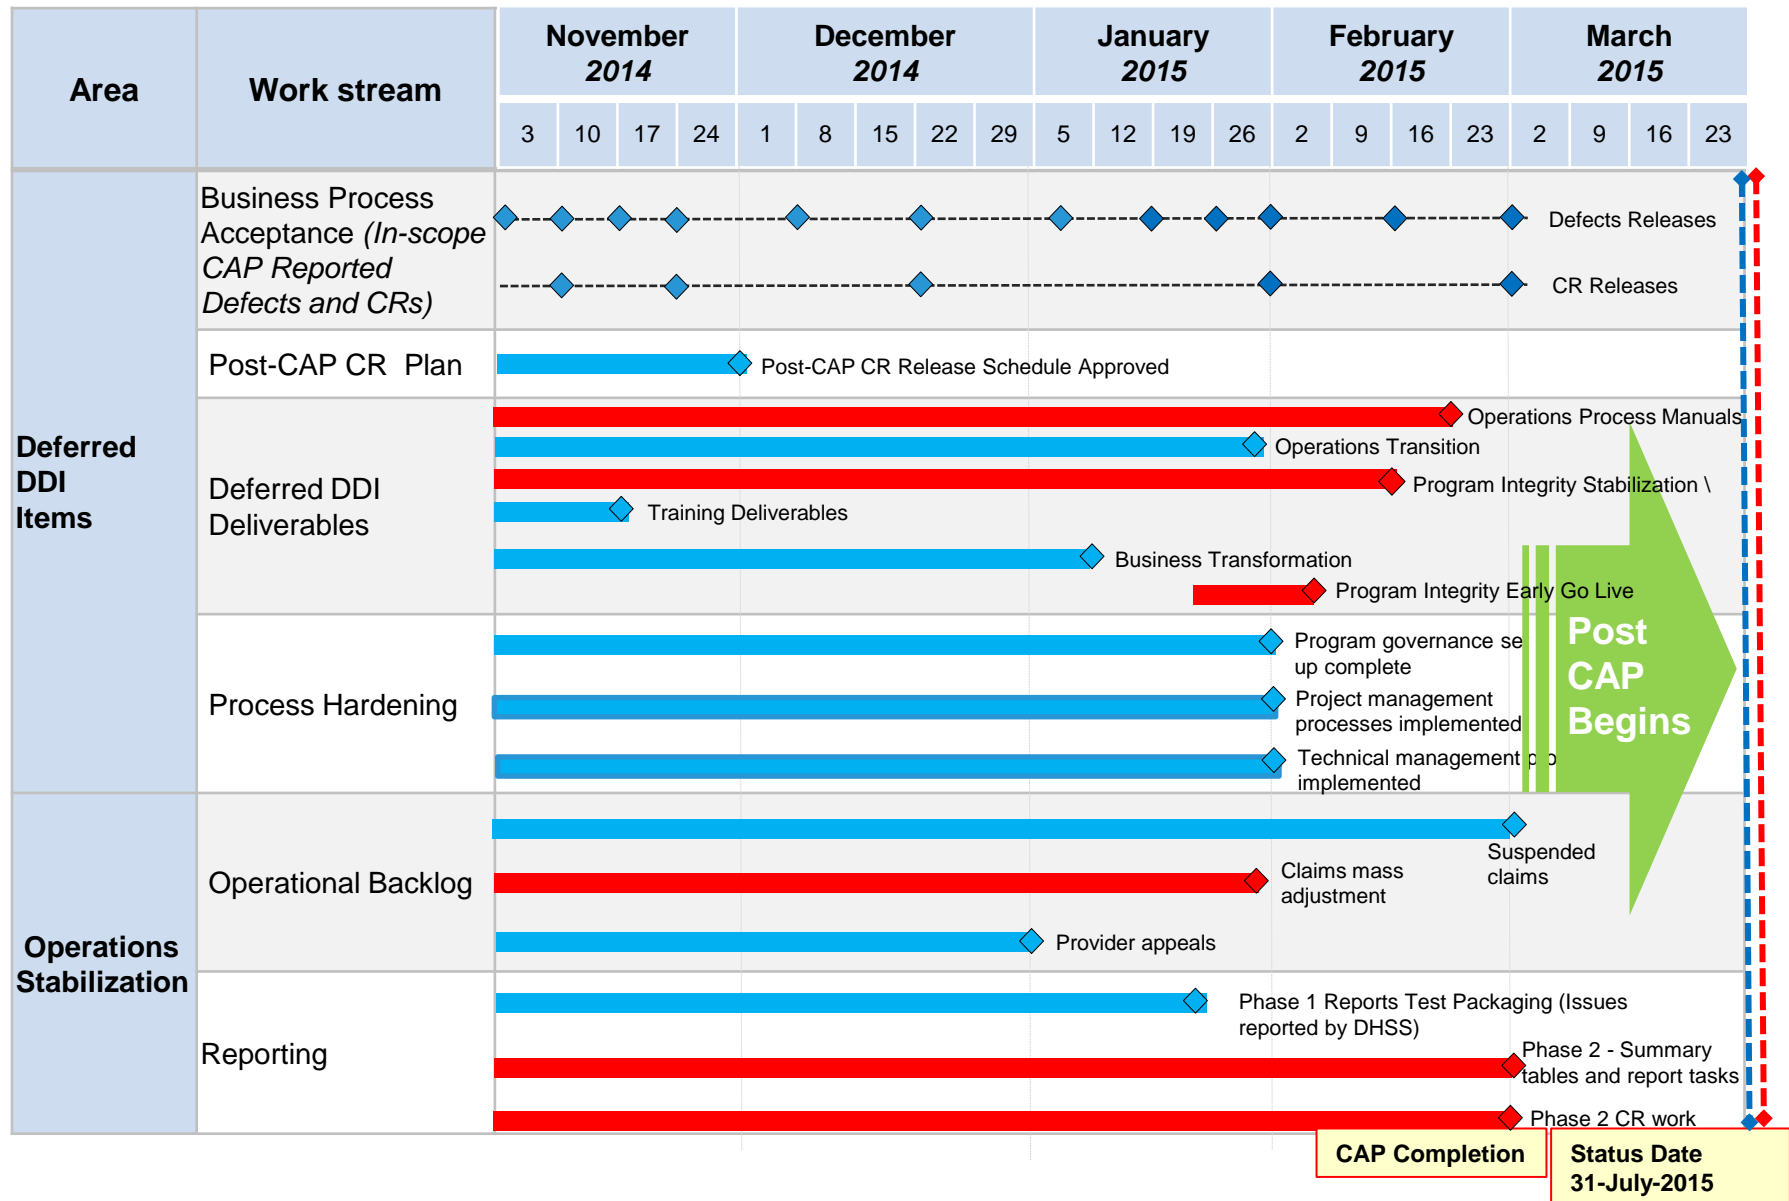 Area
Work stream
November
2014
December
2014
January
2015
February
2015
March
2015
3 10 17 24 1 8 15 22 29 5 12 19 26 2 9 16 23 2 9 16 23
Deferred
DDI
Items
Business Process
Acceptance (In-scope
CAP Reported
Defects and CRs)
Defects Releases
CR Releases
Post-CAP CR Plan
Post-CAP CR Release Schedule Approved
Deferred DDI
Deliverables
Operations Process Manuals
Operations Transition
Program Integrity Stabilization \
Training Deliverables
Business Transformation
Program Integrity Early Go Live
Post
CAP
Begins
Process Hardening
Program governance se
up complete
Project management
processes implemented
Technical management pro
implemented
Operations
Stabilization
Operational Backlog
Suspended
claims
Claims mass
adjustment
Provider appeals
Reporting
Phase 1 Reports Test Packaging (Issues
reported by DHSS)
Phase 2 - Summary
tables and report tasks
Phase 2 CR work
CAP Completion
Status Date
31-July-2015